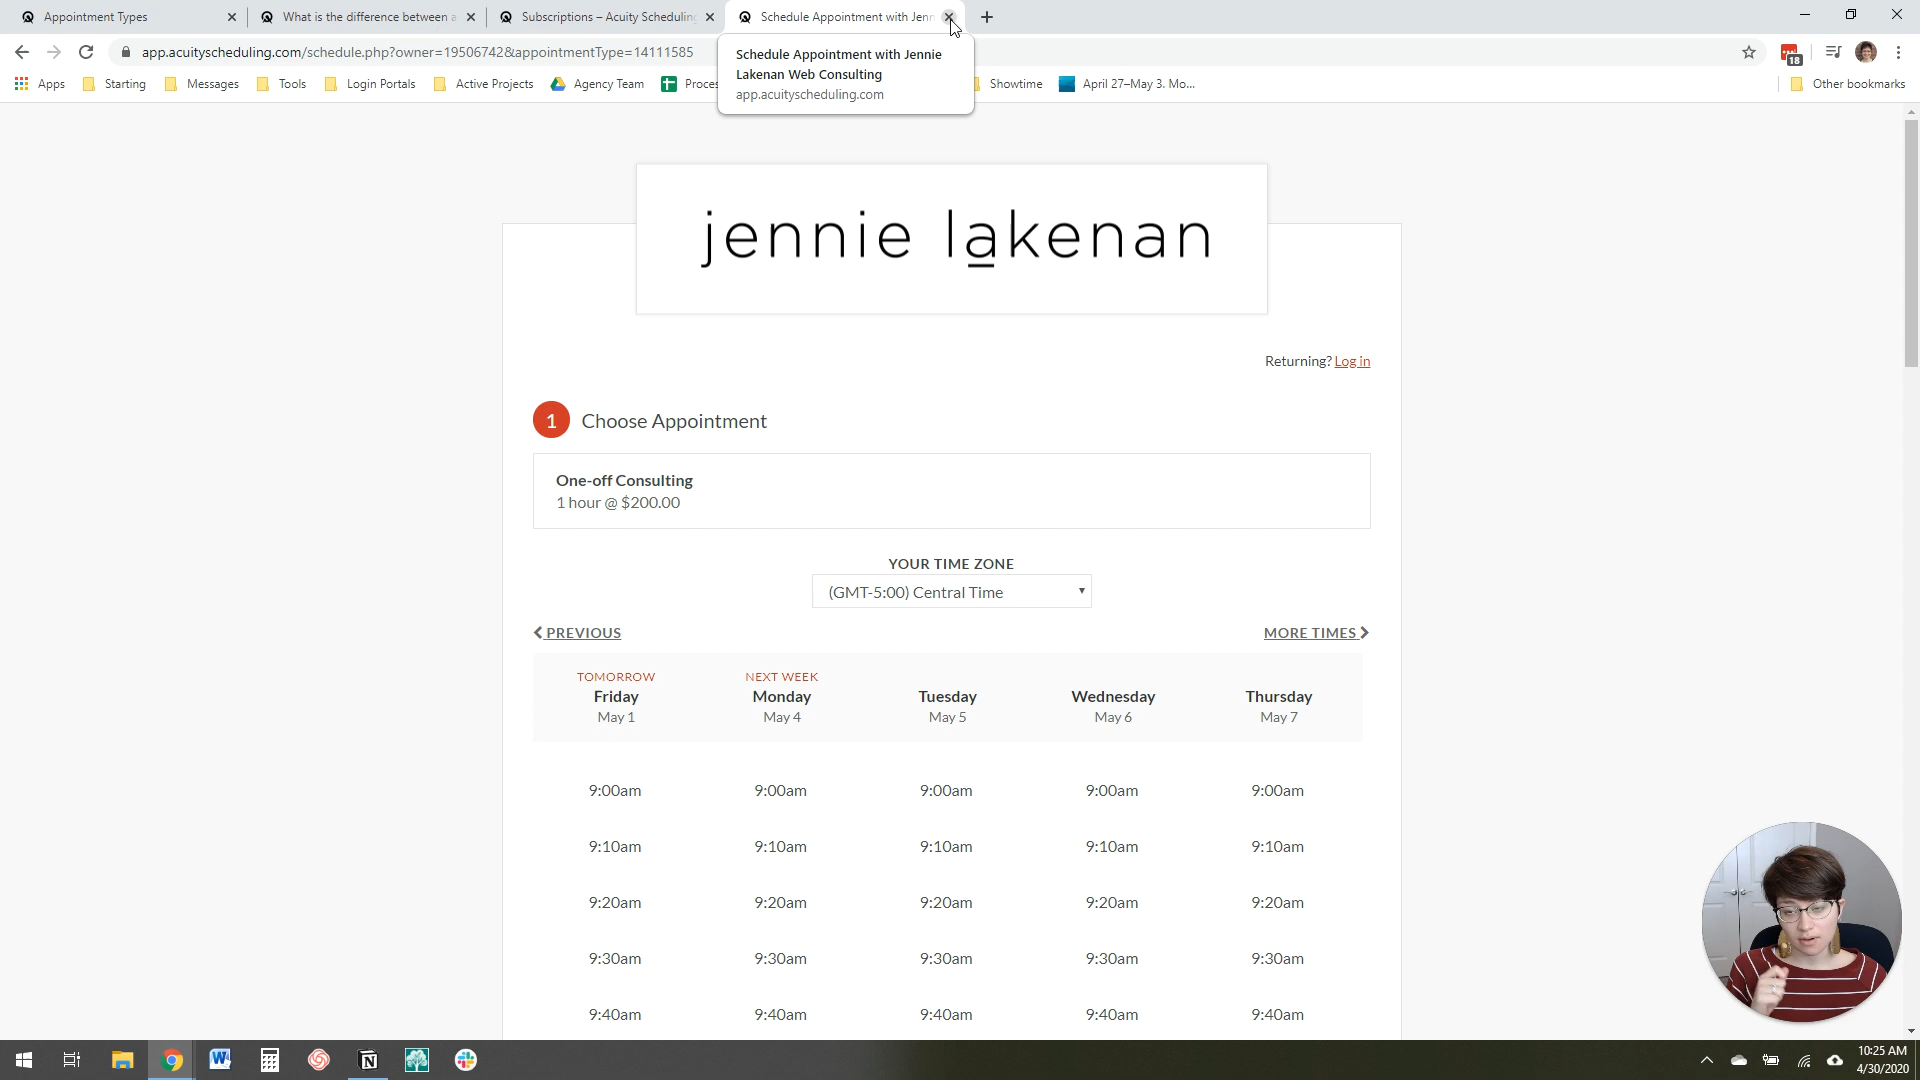 Appointment Types
What is the difference between a
Subscriptions – Acuity Scheduling
Schedule Appointment with Jenn
app.acuityscheduling.com/schedule.php?owner=19506742&appointmentType=14111585
18
Schedule Appointment with Jennie
Lakenan Web Consulting
app.acuityscheduling.com
Apps
Starting
Messages
Tools
Login Portals
Active Projects
Agency Team
Showtime
April 27–May 3. Mo...
Other bookmarks
jennie lakenan
Returning? Log in
1 Choose Appointment
One-off Consulting
1 hour @ $200.00
YOUR TIME ZONE
(GMT-5:00) Central Time
PREVIOUS
MORE TIMES
TOMORROW NEXT WEEK
Friday Monday Tuesday Wednesday Thursday
May 1 May 4 May 5 May 6 May 7
9:00am 9:00am 9:00am 9:00am 9:00am
9:10am 9:10am 9:10am 9:10am 9:10am
9:20am 9:20am 9:20am 9:20am 9:20am
9:30am 9:30am 9:30am 9:30am 9:30am
9:40am 9:40am 9:40am 9:40am 9:40am
10:25 AM
4/30/2020